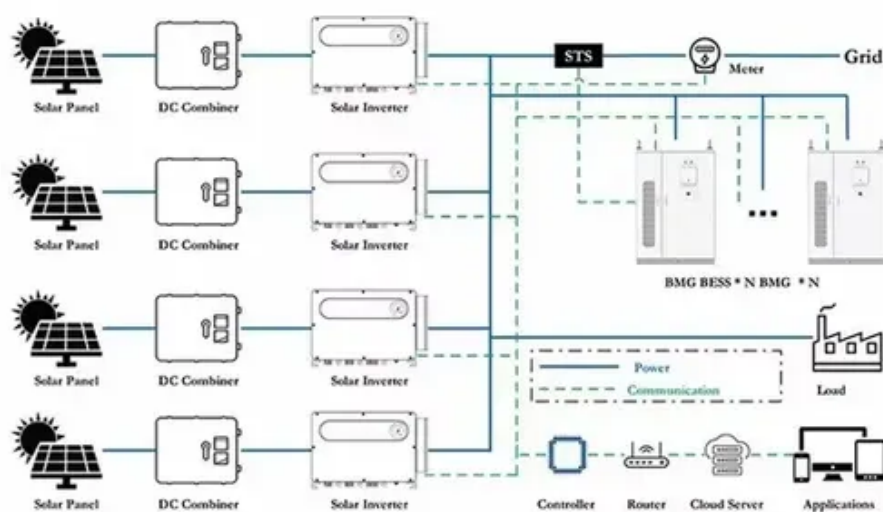 STS
Grid
Meter
Solar Panel DC Combiner Solar Inverter
Solar Panel DC Combiner Solar Inverter
BMG BESS * N BMG * N
Solar Panel DC Combiner Solar Inverter
Power
Communication
Load
Solar Panel DC Combiner Solar Inverter
Controller Router Cloud Server Applications